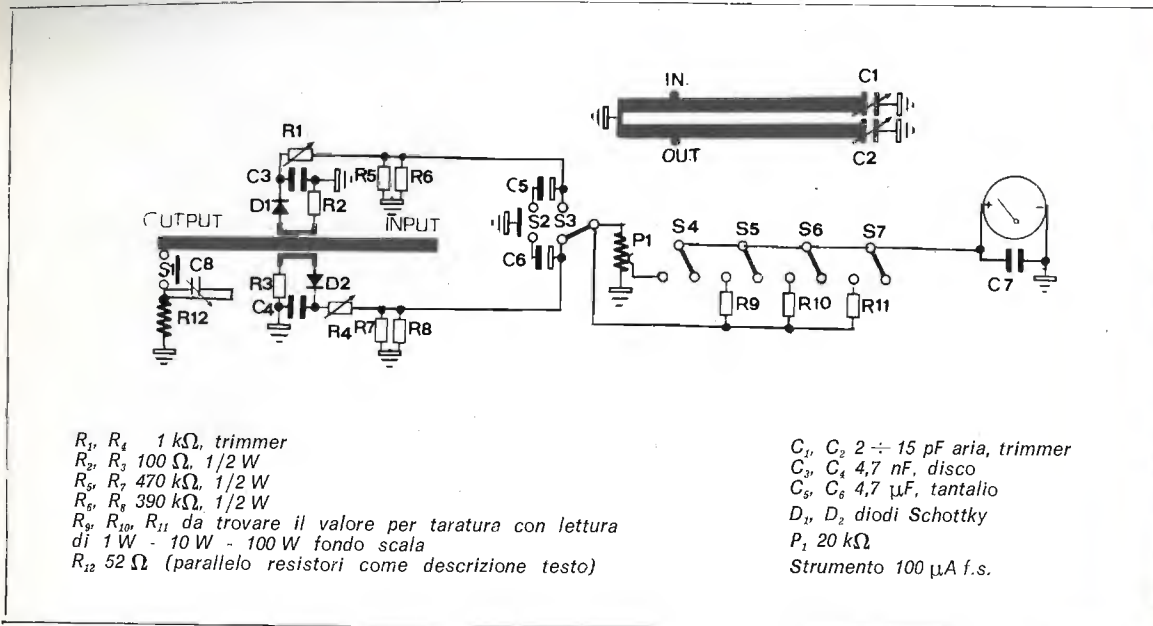 IN.
C1
OUT
C2
R1
C3
R5
R6
D1
R2
C5
S2
S3
OUTPUT
INPUT
C6
P1
S4
S5
S6
S7
+
-
S1
C8
R3
D2
C4
R4
R7
R8
R9
R10
R11
C7
R12
R₁, R₄ 1 kΩ, trimmer
R₂, R₃ 100 Ω, 1/2 W
R₅, R₇ 470 kΩ, 1/2 W
R₆, R₈ 390 kΩ, 1/2 W
R₉, R₁₀, R₁₁ da trovare il valore per taratura con lettura
di 1 W - 10 W - 100 W fondo scala
R₁₂ 52 Ω (parallelo resistori come descrizione testo)
C₁, C₂ 2 ÷ 15 pF aria, trimmer
C₃, C₄ 4,7 nF, disco
C₅, C₆ 4,7 μF, tantalio
D₁, D₂ diodi Schottky
P₁ 20 kΩ
Strumento 100 μA f.s.